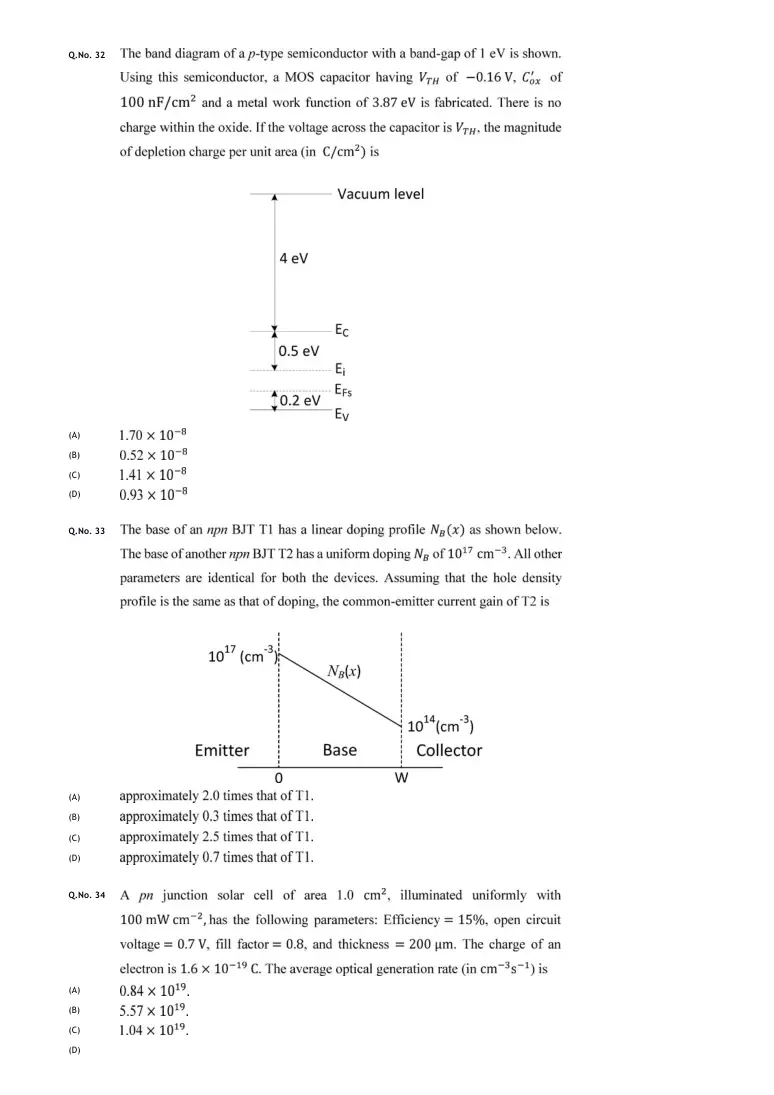 Q.No. 32 The band diagram of a p-type semiconductor with a band-gap of 1 eV is shown.
Using this semiconductor, a MOS capacitor having V_TH of −0.16 V, C′_ox of
100 nF/cm² and a metal work function of 3.87 eV is fabricated. There is no
charge within the oxide. If the voltage across the capacitor is V_TH, the magnitude
of depletion charge per unit area (in C/cm²) is
Vacuum level
4 eV
E_C
0.5 eV
E_i
E_Fs
0.2 eV
E_V
(A) 1.70 × 10⁻⁸
(B) 0.52 × 10⁻⁸
(C) 1.41 × 10⁻⁸
(D) 0.93 × 10⁻⁸
Q.No. 33 The base of an npn BJT T1 has a linear doping profile N_B(x) as shown below.
The base of another npn BJT T2 has a uniform doping N_B of 10¹⁷ cm⁻³. All other
parameters are identical for both the devices. Assuming that the hole density
profile is the same as that of doping, the common-emitter current gain of T2 is
10¹⁷ (cm⁻³)
N_B(x)
10¹⁴(cm⁻³)
Emitter Base Collector
0 W
(A) approximately 2.0 times that of T1.
(B) approximately 0.3 times that of T1.
(C) approximately 2.5 times that of T1.
(D) approximately 0.7 times that of T1.
Q.No. 34 A pn junction solar cell of area 1.0 cm², illuminated uniformly with
100 mW cm⁻², has the following parameters: Efficiency = 15%, open circuit
voltage = 0.7 V, fill factor = 0.8, and thickness = 200 μm. The charge of an
electron is 1.6 × 10⁻¹⁹ C. The average optical generation rate (in cm⁻³s⁻¹) is
(A) 0.84 × 10¹⁹.
(B) 5.57 × 10¹⁹.
(C) 1.04 × 10¹⁹.
(D)